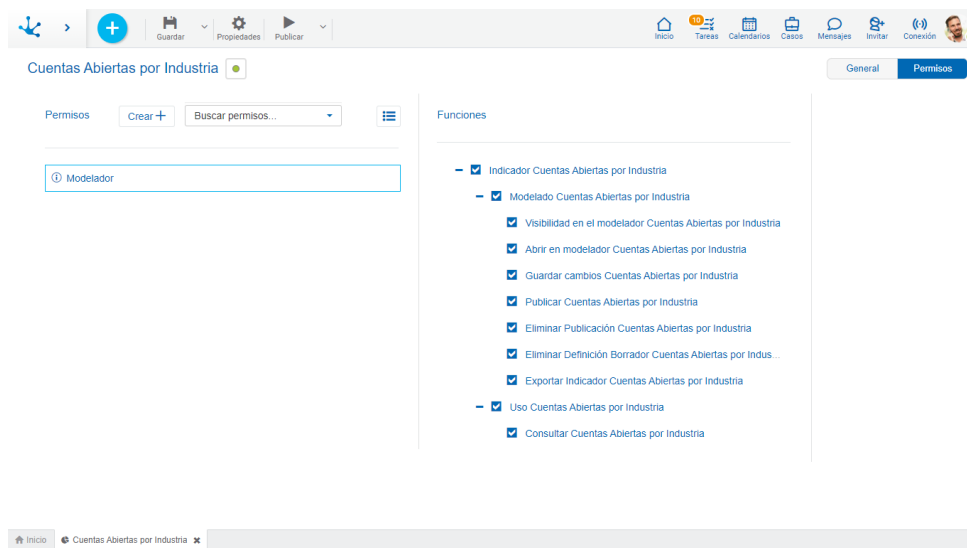 Guardar
Propiedades
Publicar
Inicio
10
Tareas
Calendarios
Casos
Mensajes
Invitar
Conexión
Cuentas Abiertas por Industria
General
Permisos
Permisos
Crear
Buscar permisos...
Funciones
Modelador
Indicador Cuentas Abiertas por Industria
Modelado Cuentas Abiertas por Industria
Visibilidad en el modelador Cuentas Abiertas por Industria
Abrir en modelador Cuentas Abiertas por Industria
Guardar cambios Cuentas Abiertas por Industria
Publicar Cuentas Abiertas por Industria
Eliminar Publicación Cuentas Abiertas por Industria
Eliminar Definición Borrador Cuentas Abiertas por Indus...
Exportar Indicador Cuentas Abiertas por Industria
Uso Cuentas Abiertas por Industria
Consultar Cuentas Abiertas por Industria
Inicio
Cuentas Abiertas por Industria